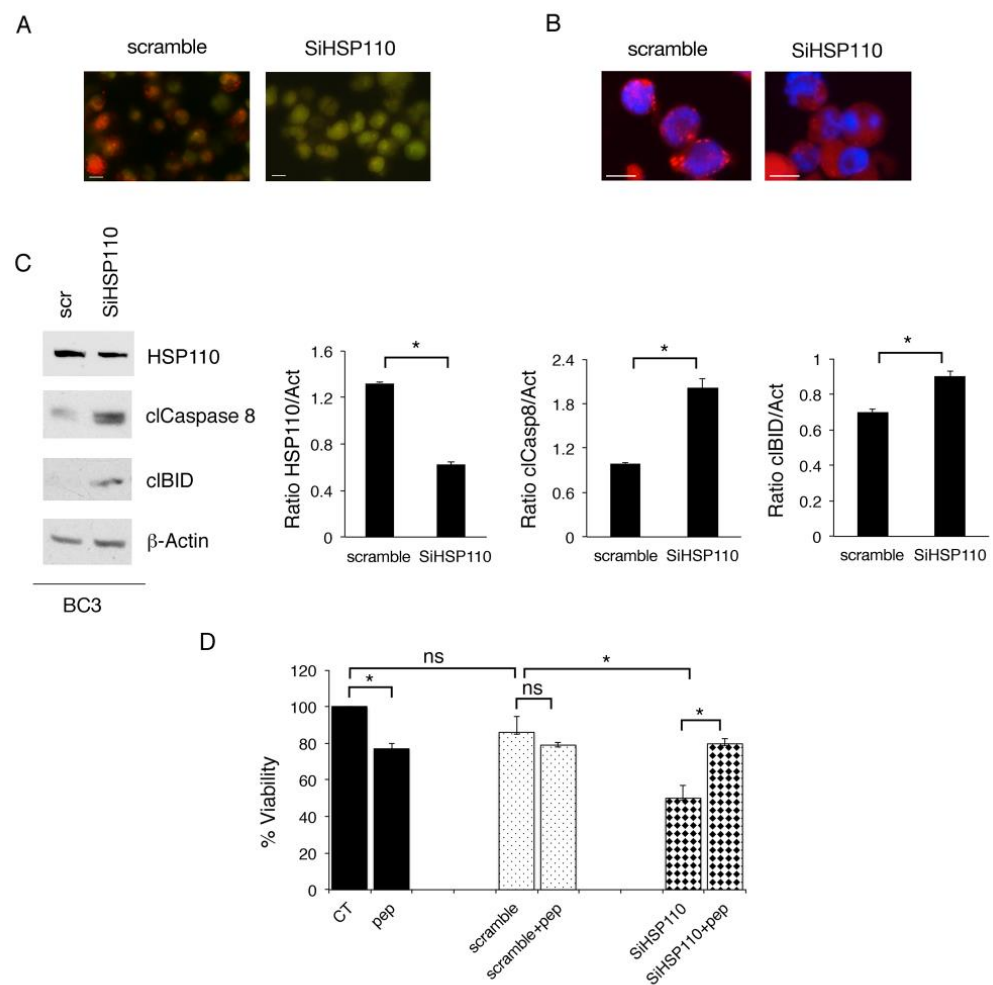 A
scramble
SiHSP110
B
scramble
SiHSP110
C
scr
SiHSP110
HSP110
clCaspase 8
clBID
β-Actin
BC3
Ratio HSP110/Act
1.6
1.2
0.8
0.4
0
*
scramble SiHSP110
Ratio clCasp8/Act
2.4
1.8
1.2
0.6
0
*
scramble SiHSP110
Ratio clBID/Act
1
0.8
0.6
0.4
0.2
0
*
scramble SiHSP110
D
% Viability
120
100
80
60
40
20
0
ns
*
*
ns
*
CT
pep
scramble
scramble+pep
SiHSP110
SiHSP110+pep